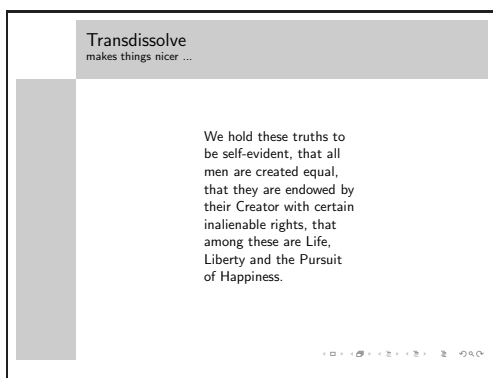 Transdissolve
makes things nicer ...
We hold these truths to
be self-evident, that all
men are created equal,
that they are endowed by
their Creator with certain
inalienable rights, that
among these are Life,
Liberty and the Pursuit
of Happiness.